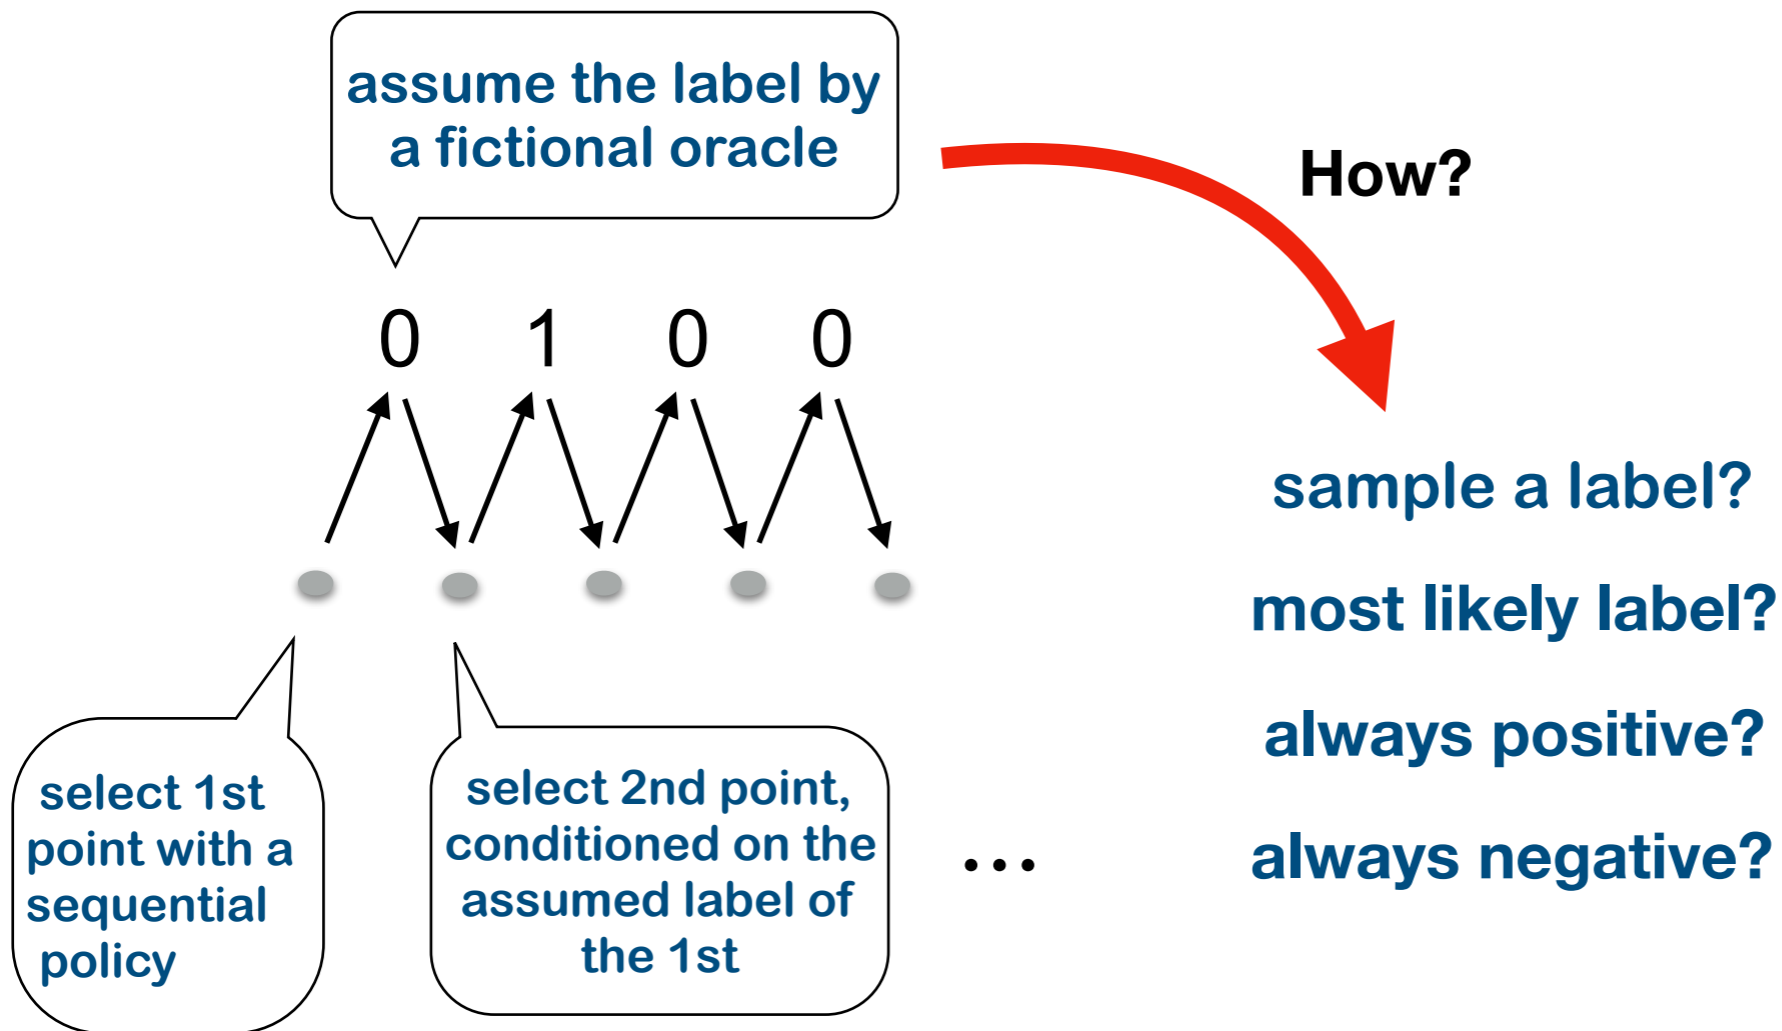 assume the label by
a fictional oracle
How?
0 1 0 0
sample a label?
most likely label?
always positive?
always negative?
select 1st
point with a
sequential
policy
select 2nd point,
conditioned on the
assumed label of
the 1st
...